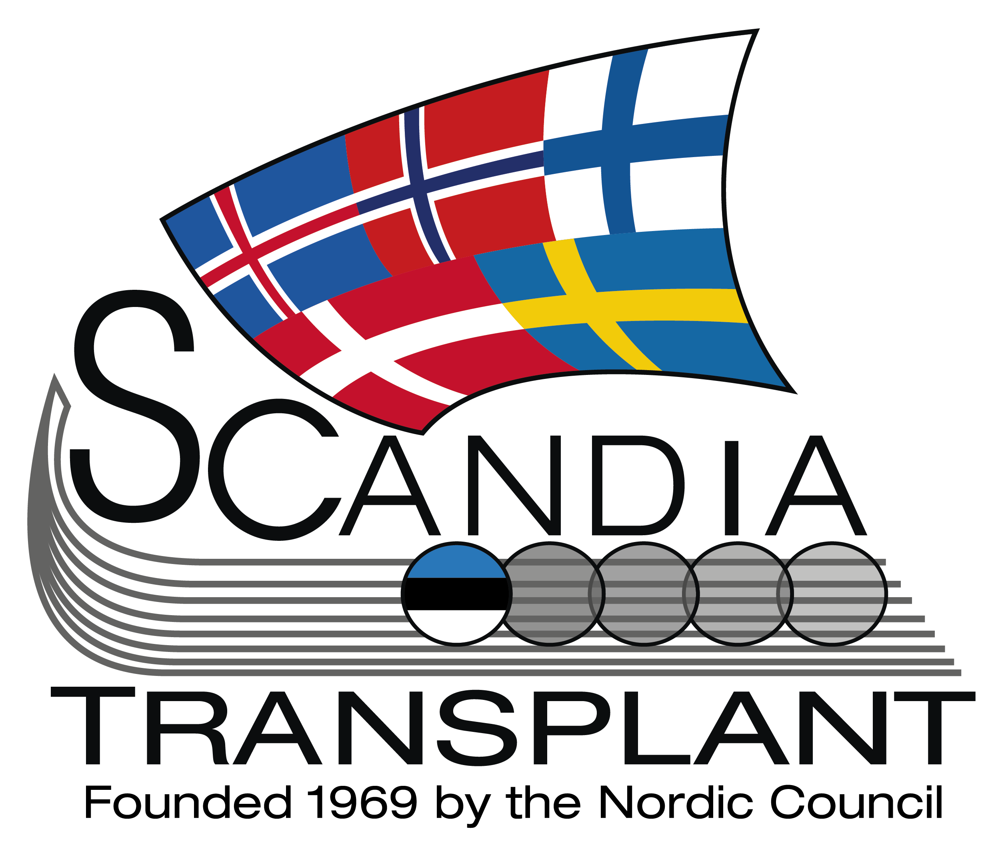 SCANDIA
TRANSPLANT
Founded 1969 by the Nordic Council